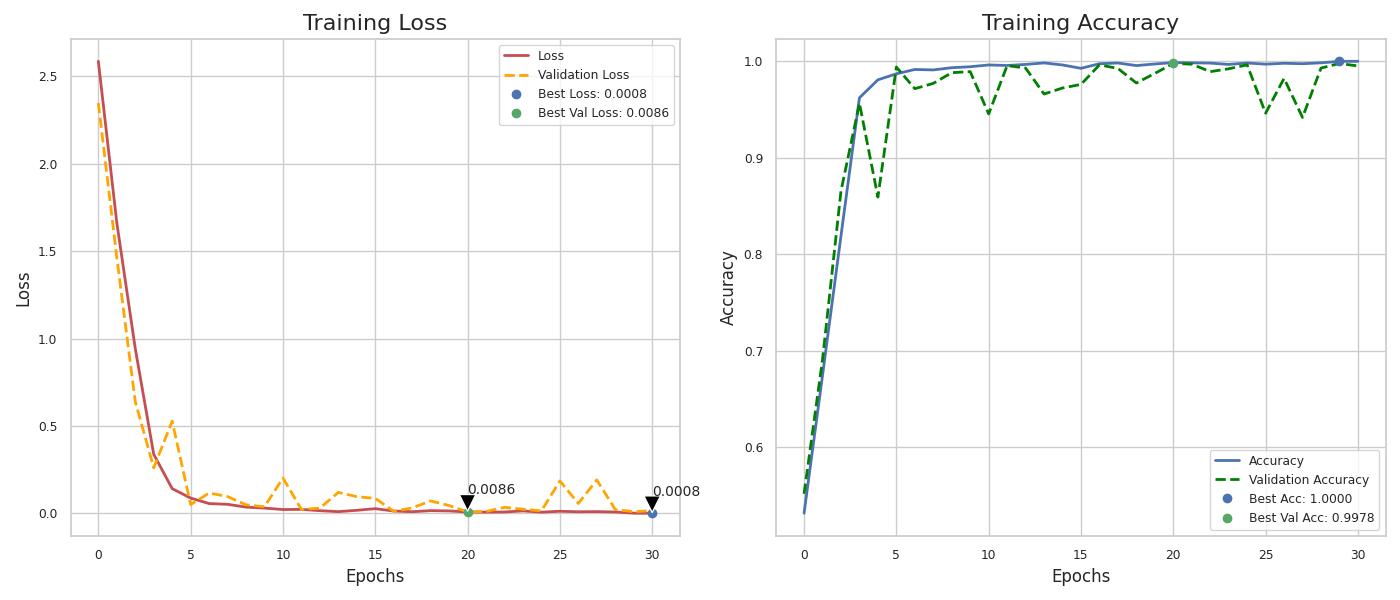 Training Loss
Loss
Validation Loss
Best Loss: 0.0008
Best Val Loss: 0.0086
2.5
2.0
1.5
1.0
0.5
0.0
0.0086
0.0008
0
5
10
15
20
25
30
Loss
Epochs
Training Accuracy
1.0
0.9
0.8
0.7
0.6
Accuracy
Validation Accuracy
Best Acc: 1.0000
Best Val Acc: 0.9978
0
5
10
15
20
25
30
Accuracy
Epochs